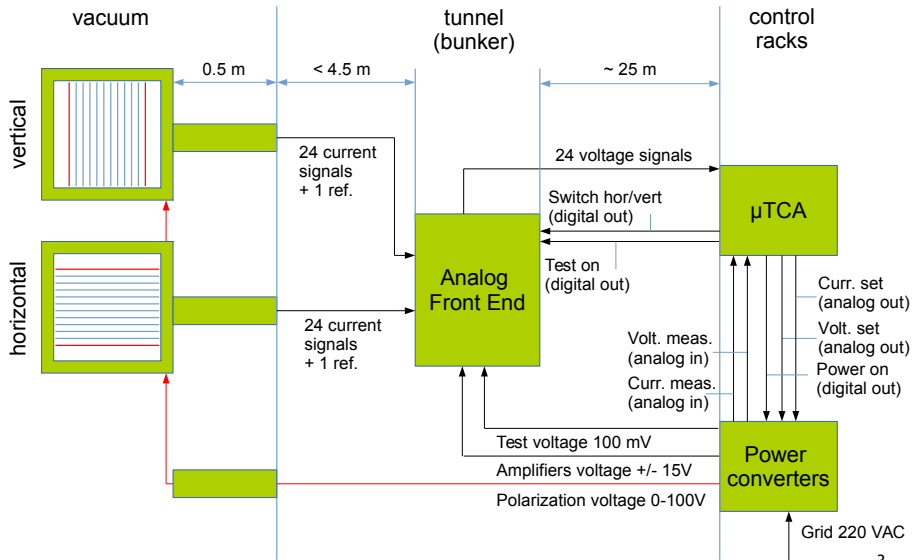 vacuum
tunnel
(bunker)
control
racks
0.5 m
< 4.5 m
~ 25 m
vertical
24 current
signals
+ 1 ref.
24 voltage signals
Switch hor/vert
(digital out)
µTCA
Test on
(digital out)
horizontal
Analog
Front End
24 current
signals
+ 1 ref.
Curr. set
(analog out)
Volt. meas.
(analog in)
Volt. set
(analog out)
Curr. meas.
(analog in)
Power on
(digital out)
Test voltage 100 mV
Amplifiers voltage +/- 15V
Polarization voltage 0-100V
Power
converters
Grid 220 VAC